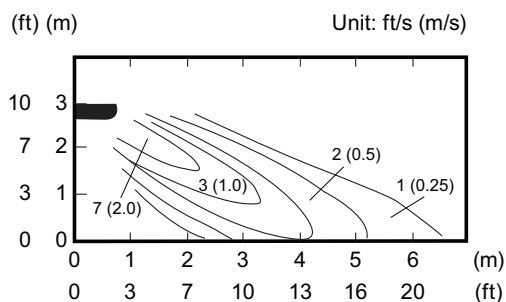 (ft) (m) Unit: ft/s (m/s)
10 3
7 2
2 (0.5)
3 (1.0)
1 (0.25)
7 (2.0)
3 1
0 0
0 1 2 3 4 5 6 (m)
0 3 7 10 13 16 20 (ft)